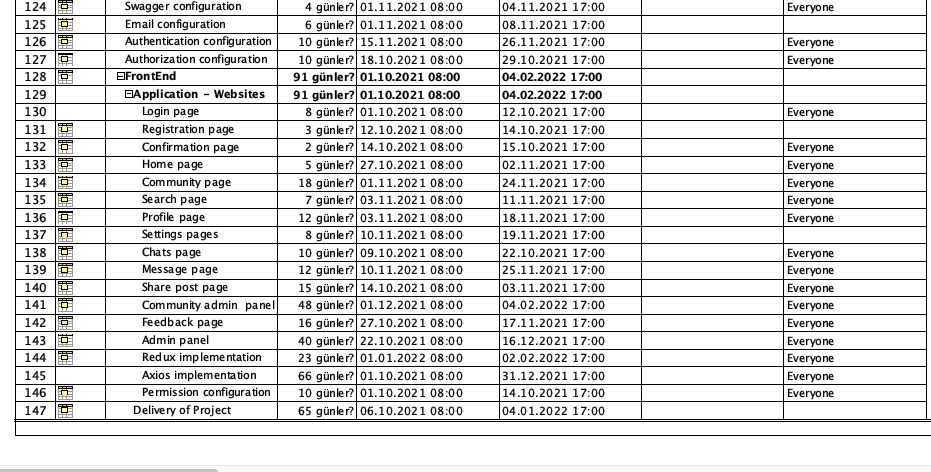 124 Swagger configuration 4 günler? 01.11.2021 08:00 04.11.2021 17:00 Everyone
125 Email configuration 6 günler? 01.11.2021 08:00 08.11.2021 17:00
126 Authentication configuration 10 günler? 15.11.2021 08:00 26.11.2021 17:00 Everyone
127 Authorization configuration 10 günler? 18.10.2021 08:00 29.10.2021 17:00 Everyone
128 FrontEnd 91 günler? 01.10.2021 08:00 04.02.2022 17:00
129 Application - Websites 91 günler? 01.10.2021 08:00 04.02.2022 17:00
130 Login page 8 günler? 01.10.2021 08:00 12.10.2021 17:00 Everyone
131 Registration page 3 günler? 12.10.2021 08:00 14.10.2021 17:00
132 Confirmation page 2 günler? 14.10.2021 08:00 15.10.2021 17:00 Everyone
133 Home page 5 günler? 27.10.2021 08:00 02.11.2021 17:00 Everyone
134 Community page 18 günler? 01.11.2021 08:00 24.11.2021 17:00 Everyone
135 Search page 7 günler? 03.11.2021 08:00 11.11.2021 17:00 Everyone
136 Profile page 12 günler? 03.11.2021 08:00 18.11.2021 17:00 Everyone
137 Settings pages 8 günler? 10.11.2021 08:00 19.11.2021 17:00
138 Chats page 10 günler? 09.10.2021 08:00 22.10.2021 17:00 Everyone
139 Message page 12 günler? 10.11.2021 08:00 25.11.2021 17:00 Everyone
140 Share post page 15 günler? 14.10.2021 08:00 03.11.2021 17:00 Everyone
141 Community admin panel 48 günler? 01.12.2021 08:00 04.02.2022 17:00 Everyone
142 Feedback page 16 günler? 27.10.2021 08:00 17.11.2021 17:00 Everyone
143 Admin panel 40 günler? 22.10.2021 08:00 16.12.2021 17:00 Everyone
144 Redux implementation 23 günler? 01.01.2022 08:00 02.02.2022 17:00 Everyone
145 Axios implementation 66 günler? 01.10.2021 08:00 31.12.2021 17:00 Everyone
146 Permission configuration 10 günler? 01.10.2021 08:00 14.10.2021 17:00 Everyone
147 Delivery of Project 65 günler? 06.10.2021 08:00 04.01.2022 17:00